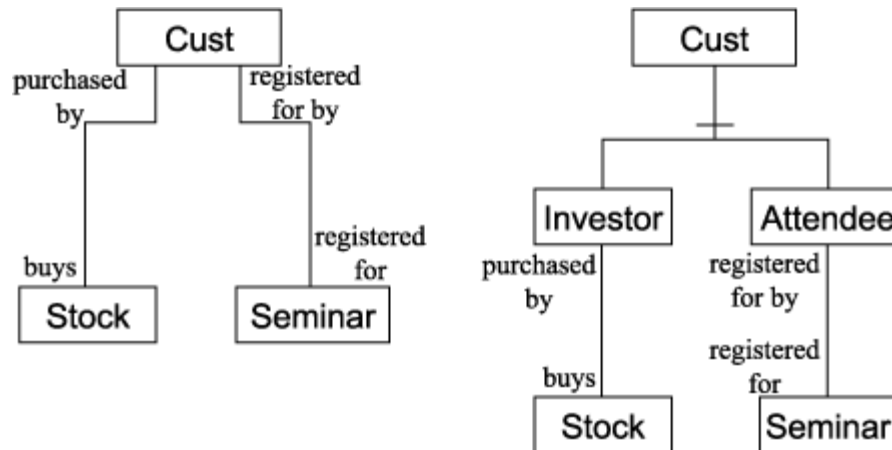 Cust
purchased
by
registered
for by
buys
registered
for
Stock
Seminar
Cust
Investor
Attendee
purchased
by
registered
for by
buys
registered
for
Stock
Seminar